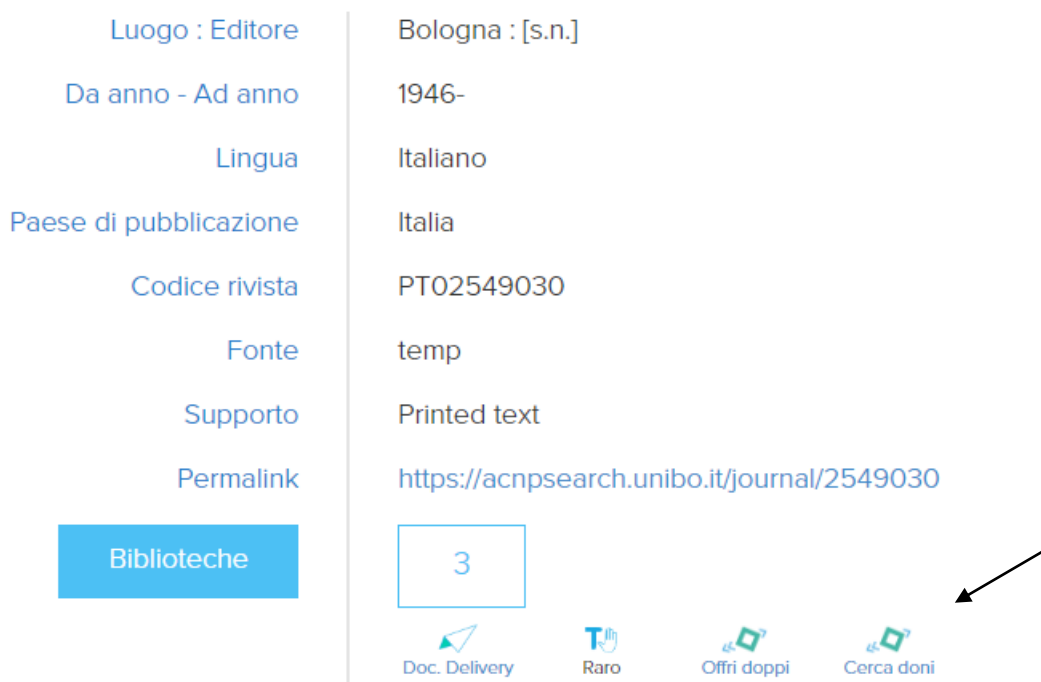 Luogo : Editore Bologna : [s.n.]
Da anno - Ad anno 1946-
Lingua Italiano
Paese di pubblicazione Italia
Codice rivista PT02549030
Fonte temp
Supporto Printed text
Permalink https://acnpsearch.unibo.it/journal/2549030
Biblioteche 3
T
Doc. Delivery Raro Offri doppi Cerca doni